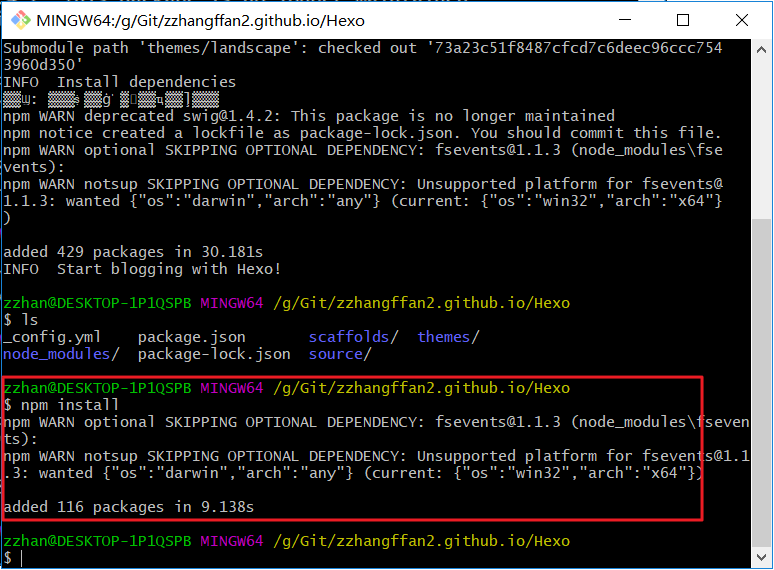 MINGW64:/g/Git/zzhangffan2.github.io/Hexo
Submodule path 'themes/landscape': checked out '73a23c51f8487cfcd7c6deec96ccc754
3960d350'
INFO  Install dependencies
npm WARN deprecated swig@1.4.2: This package is no longer maintained
npm notice created a lockfile as package-lock.json. You should commit this file.
npm WARN optional SKIPPING OPTIONAL DEPENDENCY: fsevents@1.1.3 (node_modules\fse
vents):
npm WARN notsup SKIPPING OPTIONAL DEPENDENCY: Unsupported platform for fsevents@
1.1.3: wanted {"os":"darwin","arch":"any"} (current: {"os":"win32","arch":"x64"}
)
added 429 packages in 30.181s
INFO  Start blogging with Hexo!
zzhan@DESKTOP-1P1QSPB MINGW64 /g/Git/zzhangffan2.github.io/Hexo
$ ls
_config.yml    package.json       scaffolds/  themes/
node_modules/  package-lock.json  source/
zzhan@DESKTOP-1P1QSPB MINGW64 /g/Git/zzhangffan2.github.io/Hexo
$ npm install
npm WARN optional SKIPPING OPTIONAL DEPENDENCY: fsevents@1.1.3 (node_modules\fseven
ts):
npm WARN notsup SKIPPING OPTIONAL DEPENDENCY: Unsupported platform for fsevents@1.1
.3: wanted {"os":"darwin","arch":"any"} (current: {"os":"win32","arch":"x64"})
added 116 packages in 9.138s
zzhan@DESKTOP-1P1QSPB MINGW64 /g/Git/zzhangffan2.github.io/Hexo
$